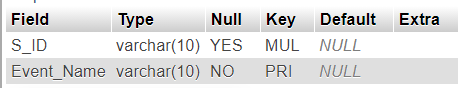 Field Type Null Key Default Extra
S_ID varchar(10) YES MUL NULL
Event_Name varchar(10) NO PRI NULL